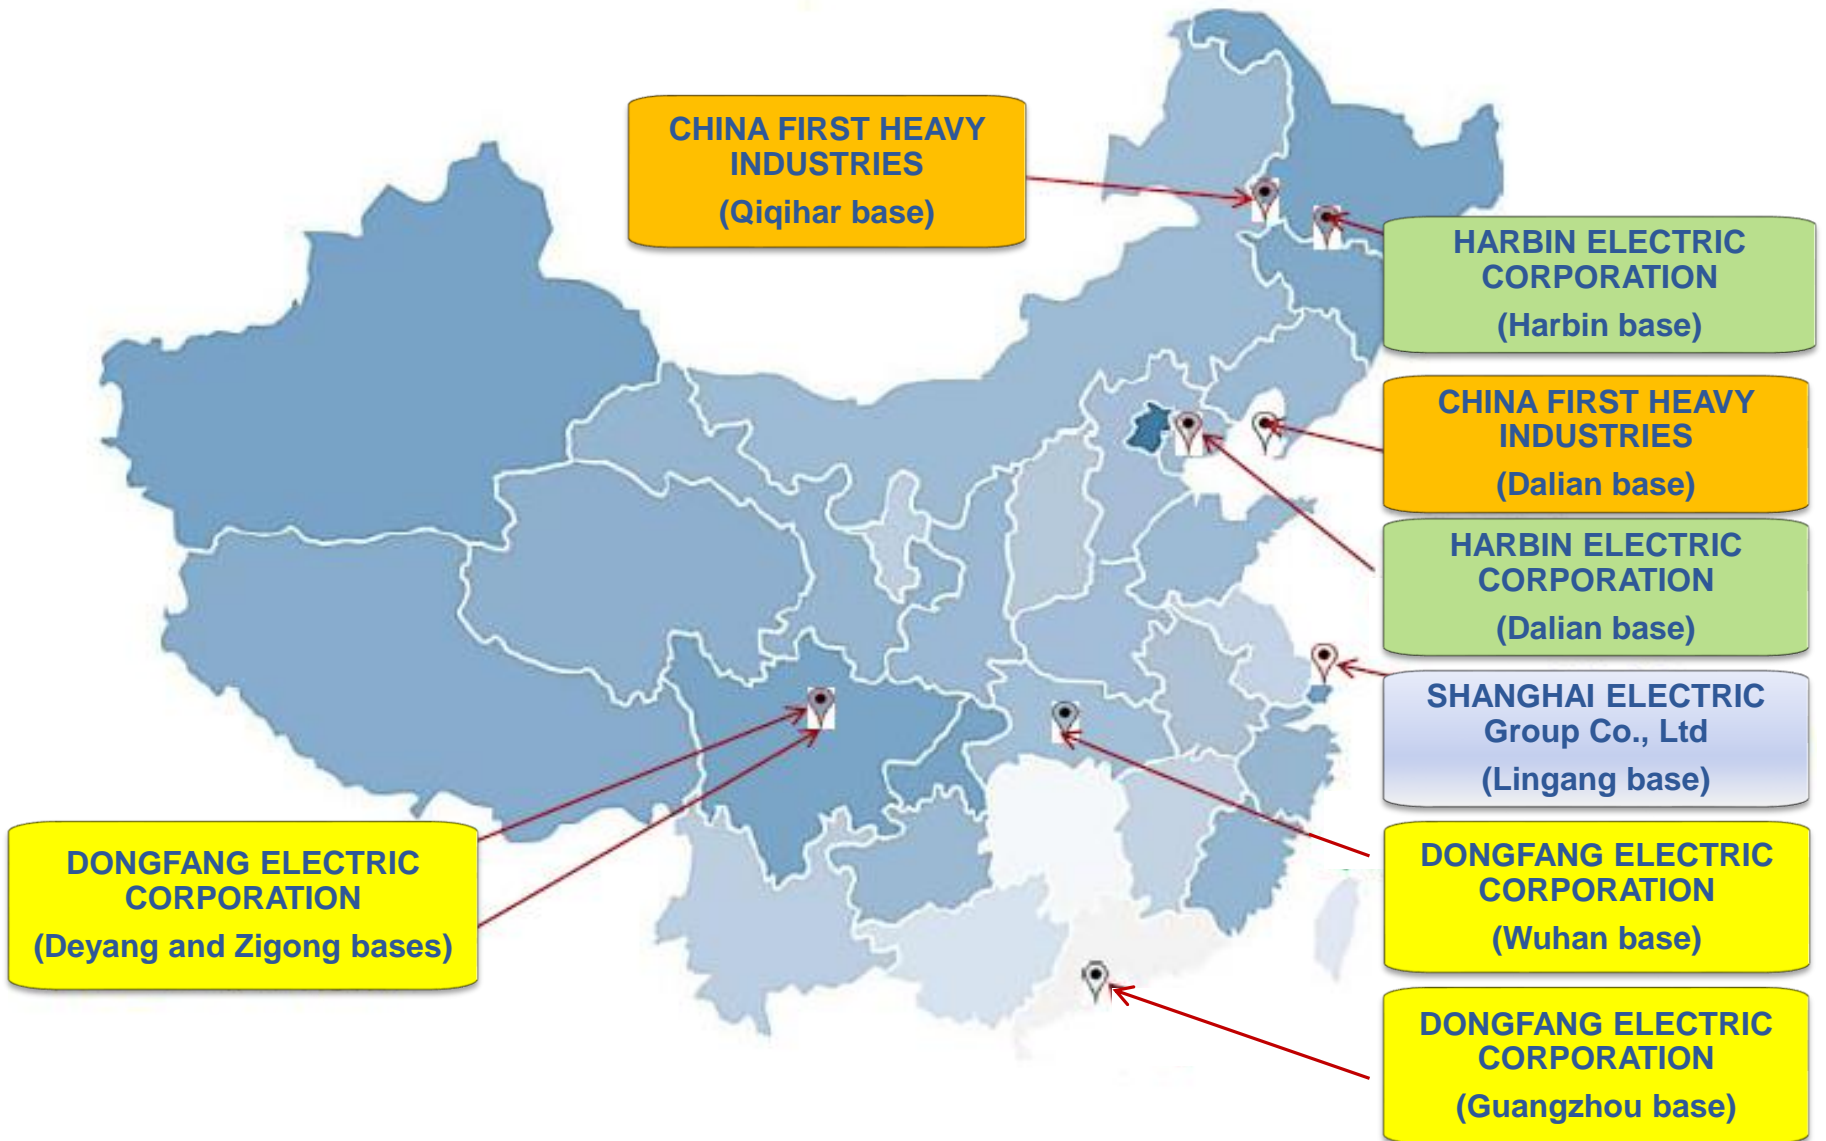 CHINA FIRST HEAVY
INDUSTRIES
(Qiqihar base)
HARBIN ELECTRIC
CORPORATION
(Harbin base)
CHINA FIRST HEAVY
INDUSTRIES
(Dalian base)
HARBIN ELECTRIC
CORPORATION
(Dalian base)
SHANGHAI ELECTRIC
Group Co., Ltd
(Lingang base)
DONGFANG ELECTRIC
CORPORATION
(Deyang and Zigong bases)
DONGFANG ELECTRIC
CORPORATION
(Wuhan base)
DONGFANG ELECTRIC
CORPORATION
(Guangzhou base)